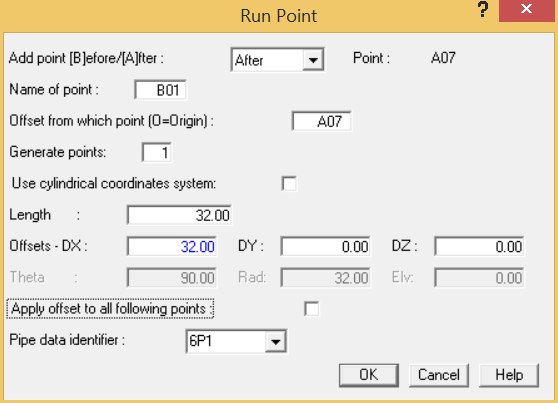 Run Point ? x
Add point [B]efore/[A]fter : After Point : A07
Name of point : B01
Offset from which point (O=Origin) : A07
Generate points: 1
Use cylindrical coordinates system:
Length : 32.00
Offsets - DX : 32.00 DY : 0.00 DZ : 0.00
Theta : 90.00 Rad: 32.00 Elv: 0.00
Apply offset to all following points :
Pipe data identifier : 6P1
OK Cancel Help